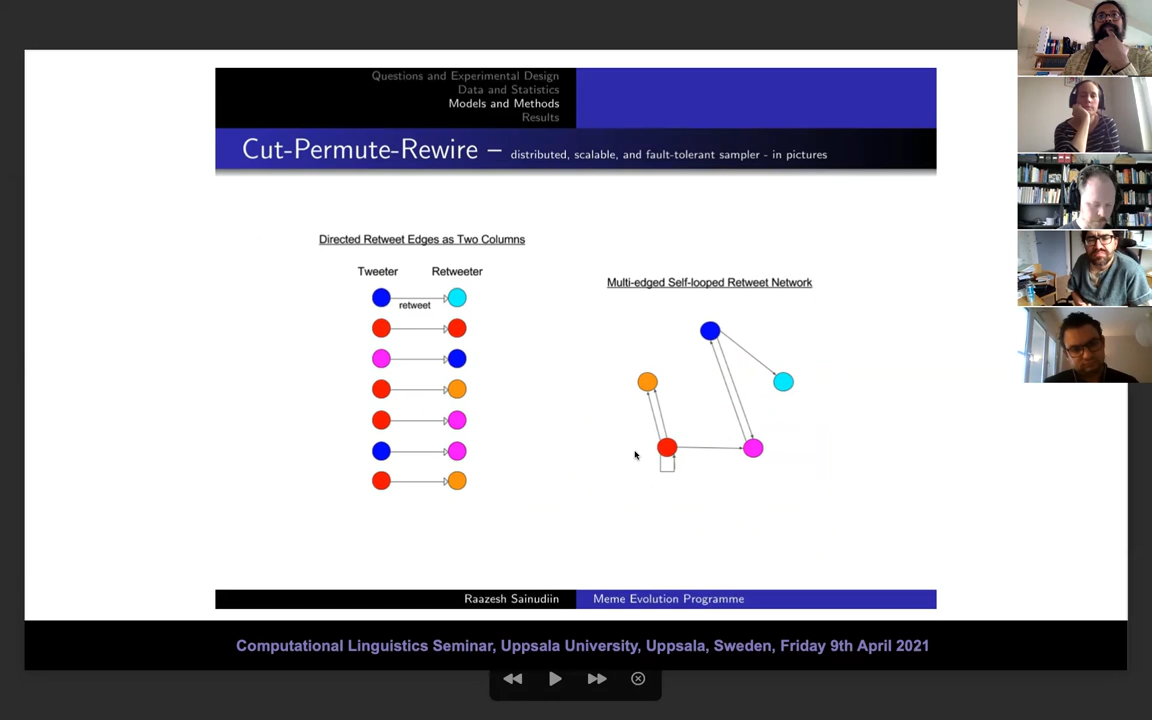 Questions and Experimental Design
Data and Statistics
Models and Methods
Results
Cut-Permute-Rewire – distributed, scalable, and fault-tolerant sampler - in pictures
Directed Retweet Edges as Two Columns
Tweeter Retweeter
retweet
Multi-edged Self-looped Retweet Network
Raazesh Sainudiin Meme Evolution Programme
Computational Linguistics Seminar, Uppsala University, Uppsala, Sweden, Friday 9th April 2021